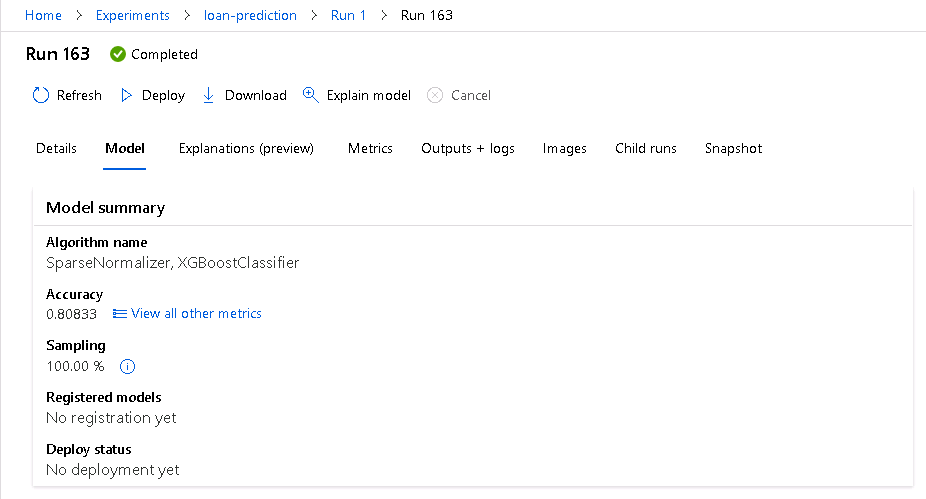 Home > Experiments > loan-prediction > Run 1 > Run 163
Run 163 Completed
Refresh Deploy Download Explain model Cancel
Details Model Explanations (preview) Metrics Outputs + logs Images Child runs Snapshot
Model summary
Algorithm name
SparseNormalizer, XGBoostClassifier
Accuracy
0.80833 View all other metrics
Sampling
100.00 %
Registered models
No registration yet
Deploy status
No deployment yet